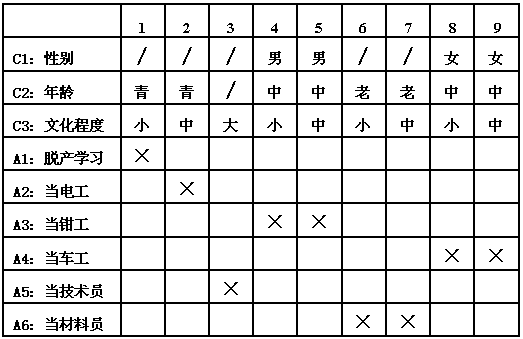 1 2 3 4 5 6 7 8 9
C1: 性别 / / / 男 男 / / 女 女
C2: 年龄 青 青 / 中 中 老 老 中 中
C3: 文化程度 小 中 大 小 中 小 中 小 中
A1: 脱产学习 ×
A2: 当电工 ×
A3: 当钳工 × ×
A4: 当车工 × ×
A5: 当技术员 ×
A6: 当材料员 × ×